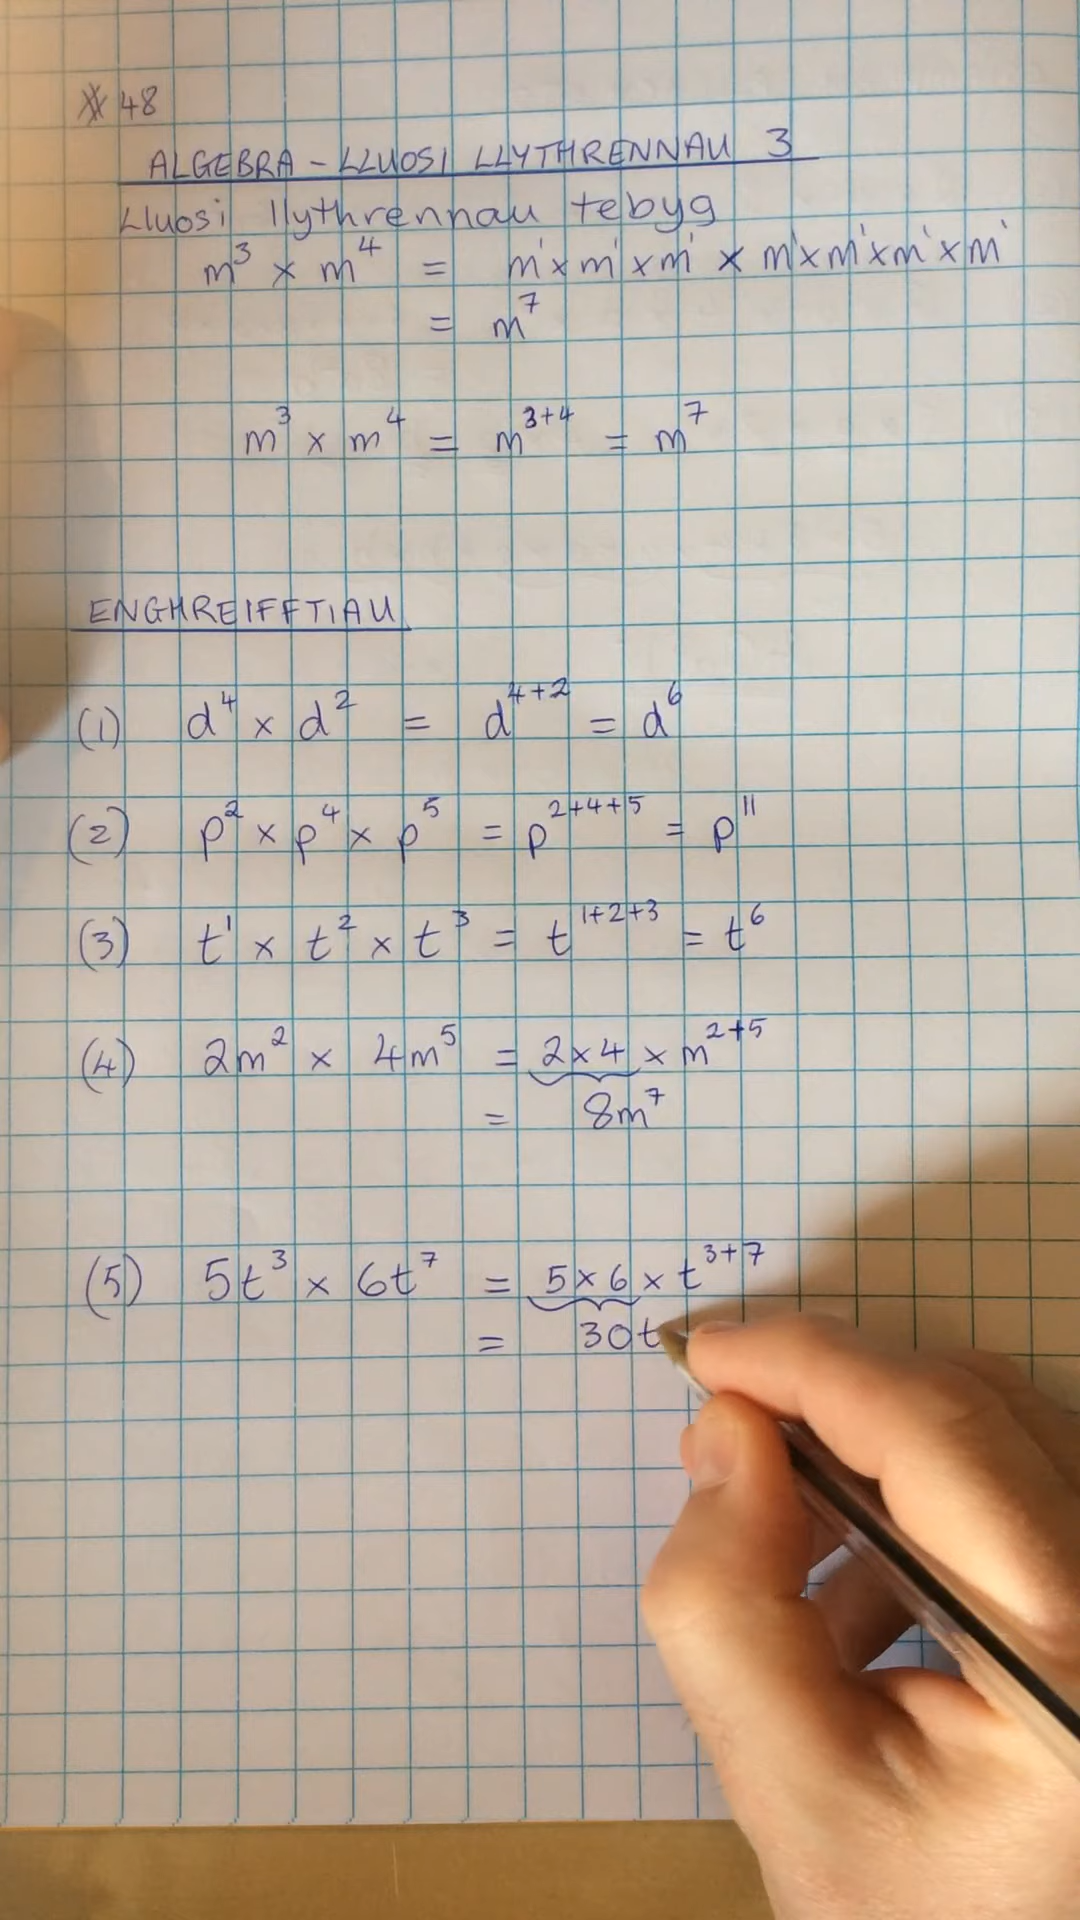 ※ 48
ALGEBRA - LLUOSI LLYTHRENNAU 3
Lluosi llythrennau tebyg
m³ × m⁴ = m¹ × m¹ × m¹ × m¹ × m¹ × m¹ × m¹
= m⁷
m³ × m⁴ = m³⁺⁴ = m⁷
ENGHREIFFTIAU
(1) d⁴ × d² = d⁴⁺² = d⁶
(2) p² × p⁴ × p⁵ = p²⁺⁴⁺⁵ = p¹¹
(3) t¹ × t² × t³ = t¹⁺²⁺³ = t⁶
(4) 2m² × 4m⁵ = 2 × 4 × m²⁺⁵
= 8m⁷
(5) 5t³ × 6t⁷ = 5 × 6 × t³⁺⁷
= 30t